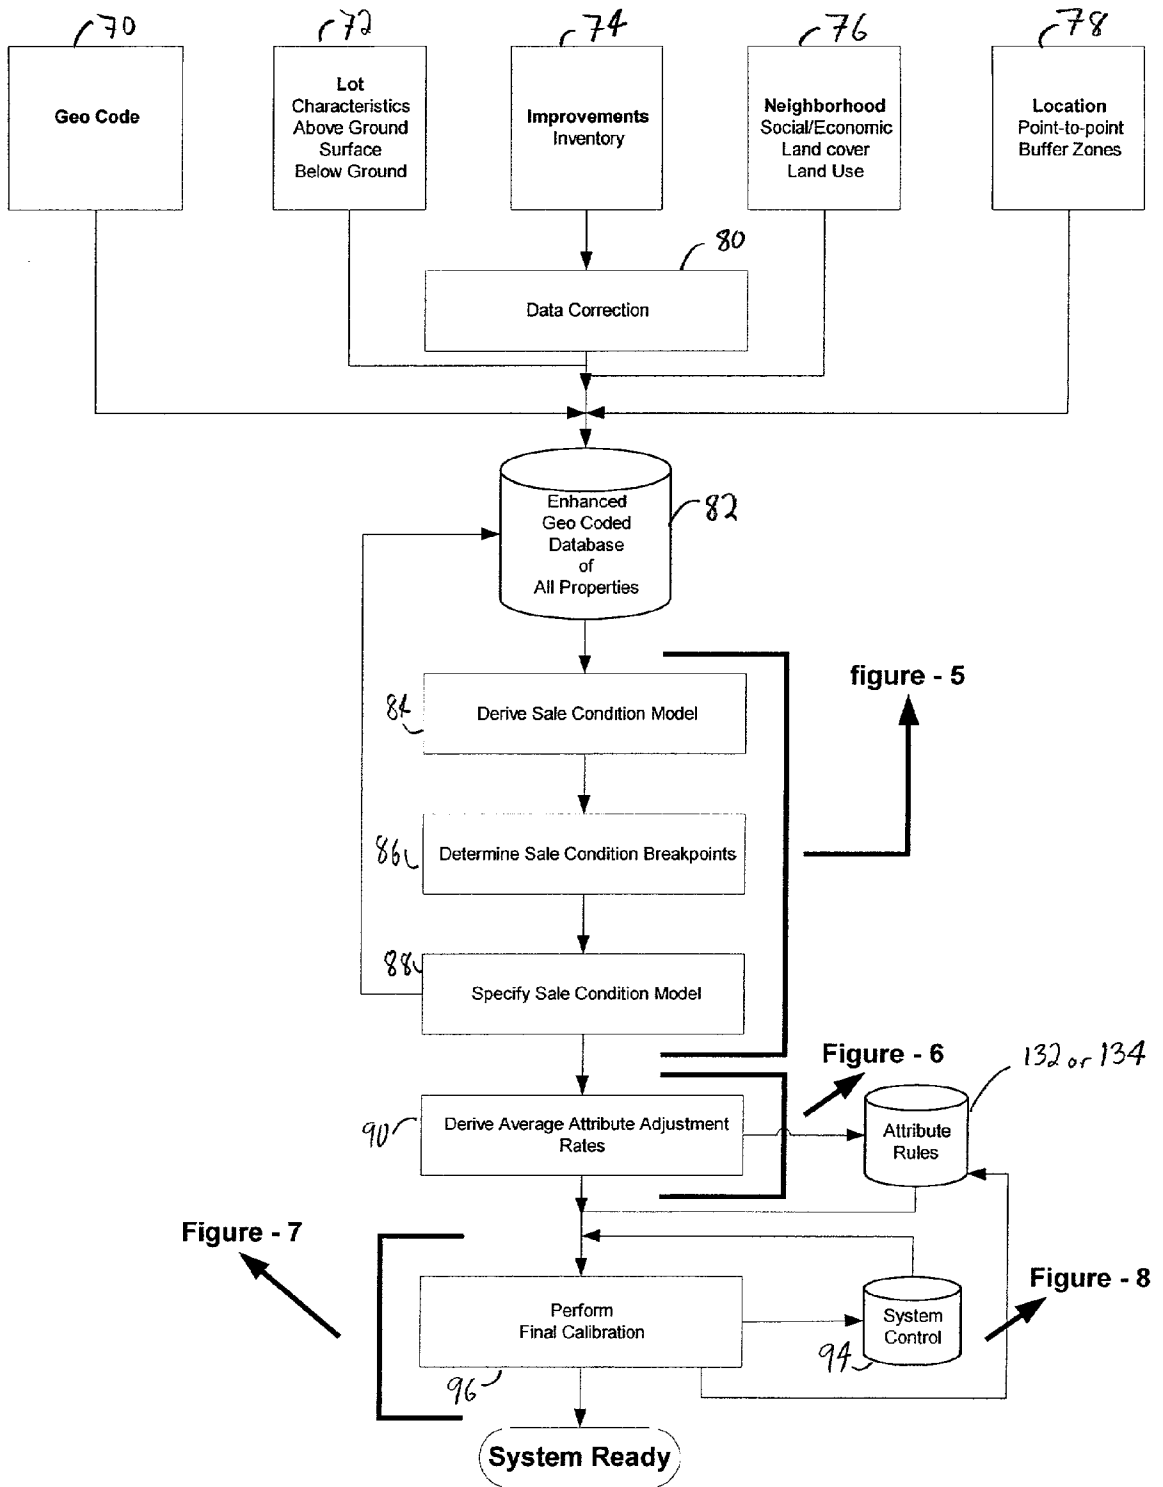 70
72
74
76
78
Geo Code
Lot
Characteristics
Above Ground
Surface
Below Ground
Improvements
Inventory
Neighborhood
Social/Economic
Land cover
Land Use
Location
Point-to-point
Buffer Zones
80
Data Correction
Enhanced
Geo Coded
Database
of
All Properties
82
figure - 5
84
Derive Sale Condition Model
86
Determine Sale Condition Breakpoints
88
Specify Sale Condition Model
Figure - 6
132 or 134
90
Derive Average Attribute Adjustment
Rates
Attribute
Rules
Figure - 7
Figure - 8
Perform
Final Calibration
System
Control
94
96
System Ready